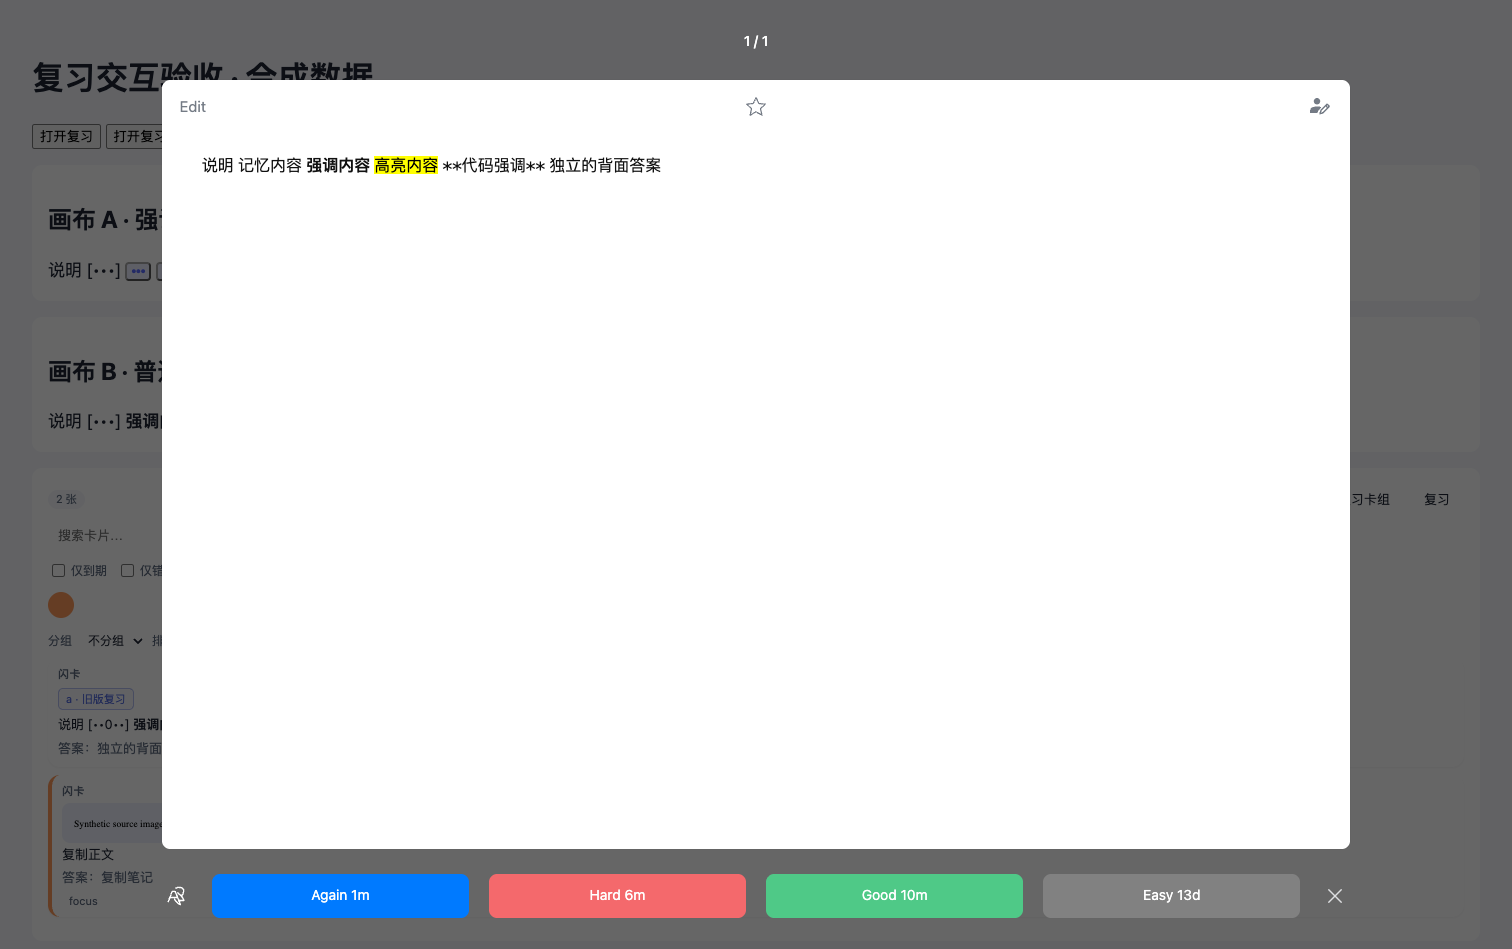 1 / 1
复习交互验收 · 合成数据
打开复习 打开复习
Edit
说明 记忆内容 强调内容 高亮内容 **代码强调** 独立的背面答案
画布 A · 强
说明 [•••] •••
画布 B · 普
说明 [•••] 强调
2 张
习卡组 复习
搜索卡片...
仅到期 仅错
分组 不分组 排
闪卡
a · 旧版复习
说明 [••0••] 强调
答案：独立的背面
闪卡
Synthetic source image
复制正文
答案：复制笔记
focus
Again 1m Hard 6m Good 10m Easy 13d